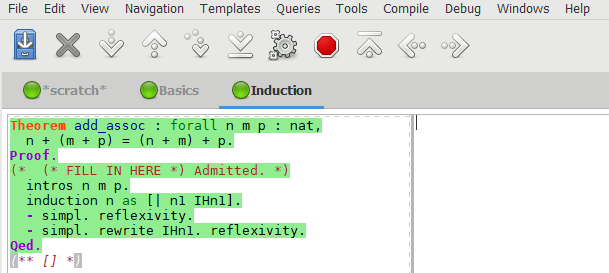 File Edit View Navigation Templates Queries Tools Compile Debug Windows Help
*scratch* Basics Induction
Theorem add_assoc : forall n m p : nat,
  n + (m + p) = (n + m) + p.
Proof.
(*  (* FILL IN HERE *) Admitted. *)
  intros n m p.
  induction n as [| n1 IHn1].
  - simpl. reflexivity.
  - simpl. rewrite IHn1. reflexivity.
Qed.
(** [] *)